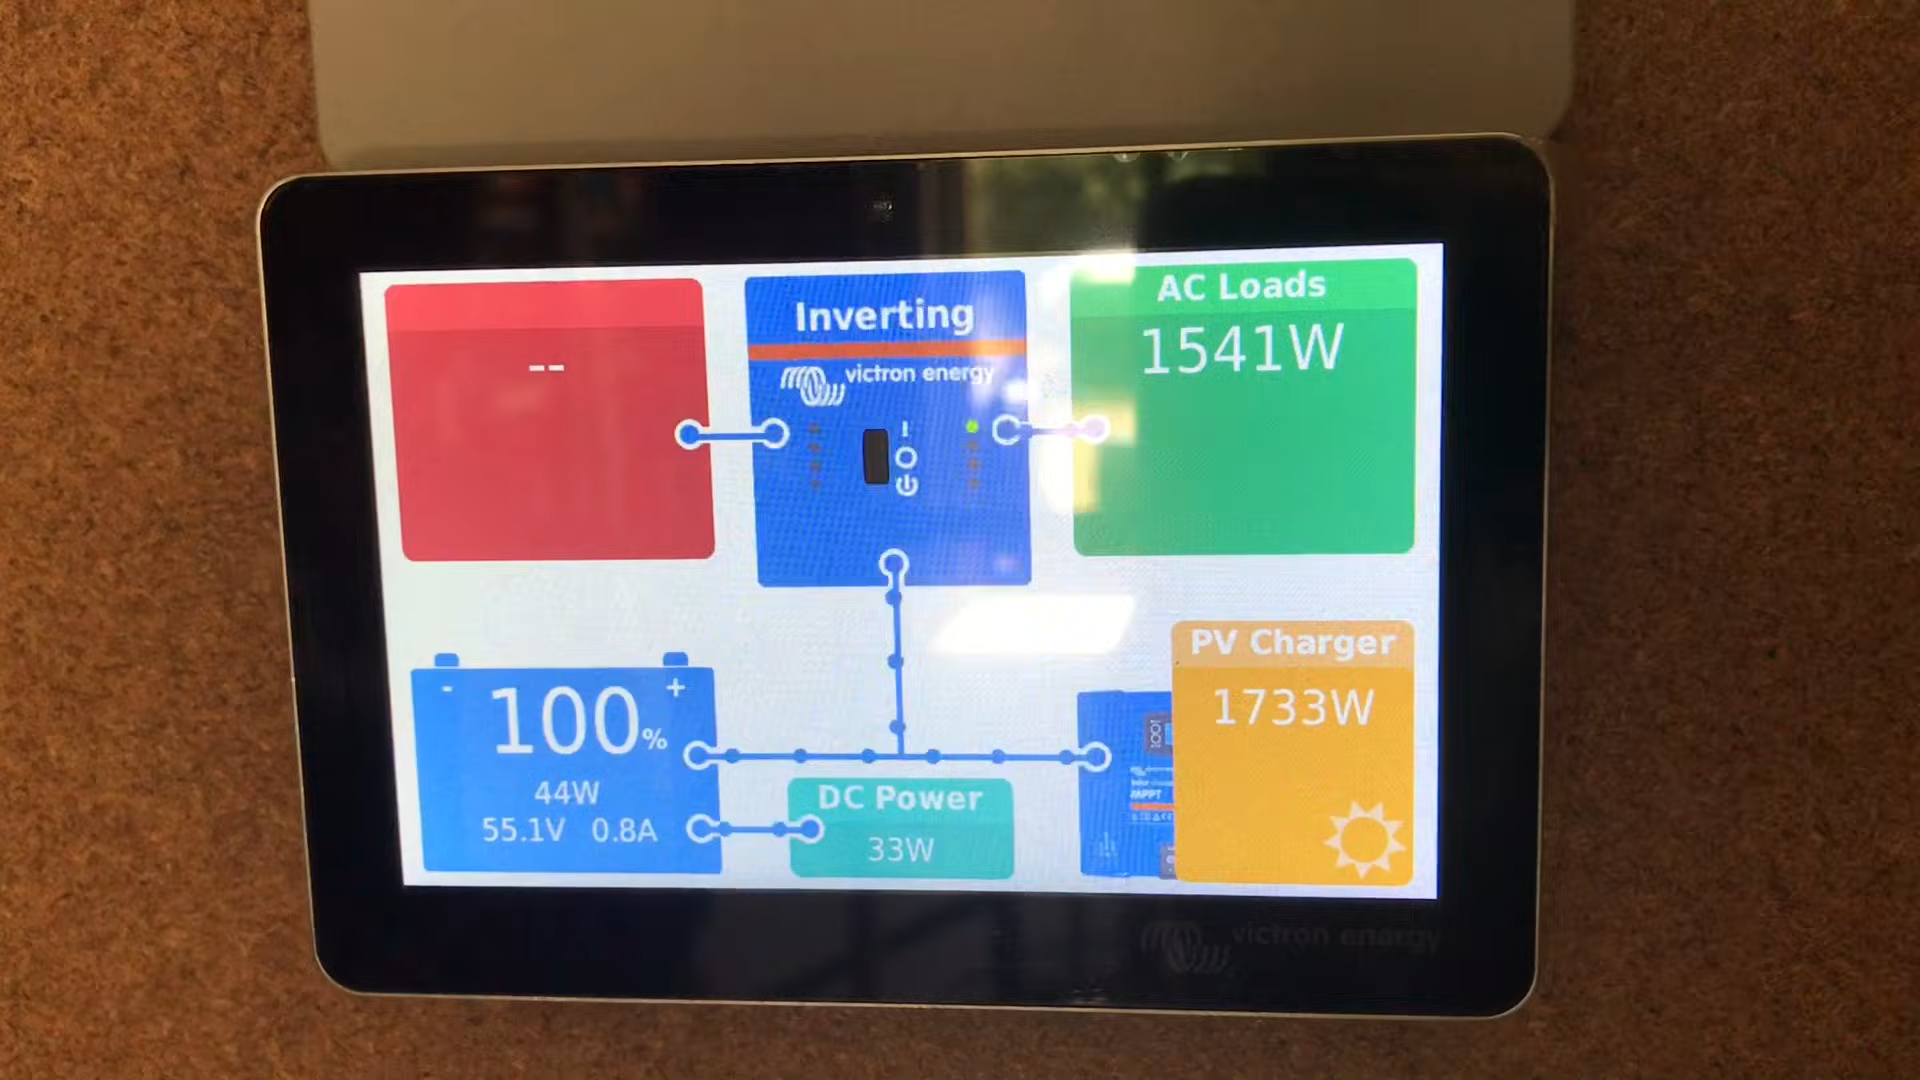 --
Inverting
victron energy
AC Loads
1541W
- +
100%
44W
55.1V 0.8A
DC Power
33W
PV Charger
1733W
MPPT
victron energy